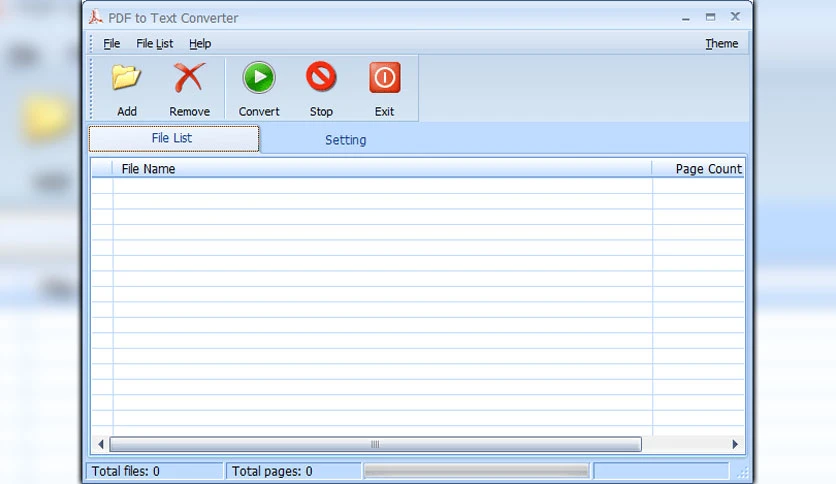 PDF to Text Converter
File File List Help Theme
Add Remove Convert Stop Exit
File List Setting
File Name Page Count
Total files: 0 Total pages: 0